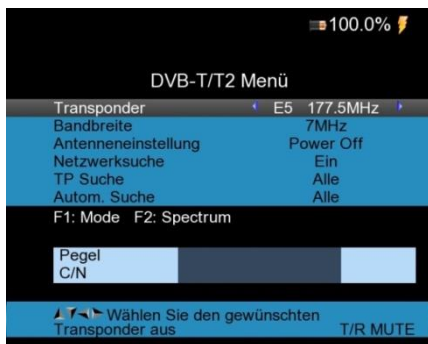 100.0%
DVB-T/T2 Menü
Transponder E5 177.5MHz
Bandbreite 7MHz
Antenneneinstellung Power Off
Netzwerksuche Ein
TP Suche Alle
Autom. Suche Alle
F1: Mode F2: Spectrum
Pegel
C/N
Wählen Sie den gewünschten
Transponder aus T/R MUTE